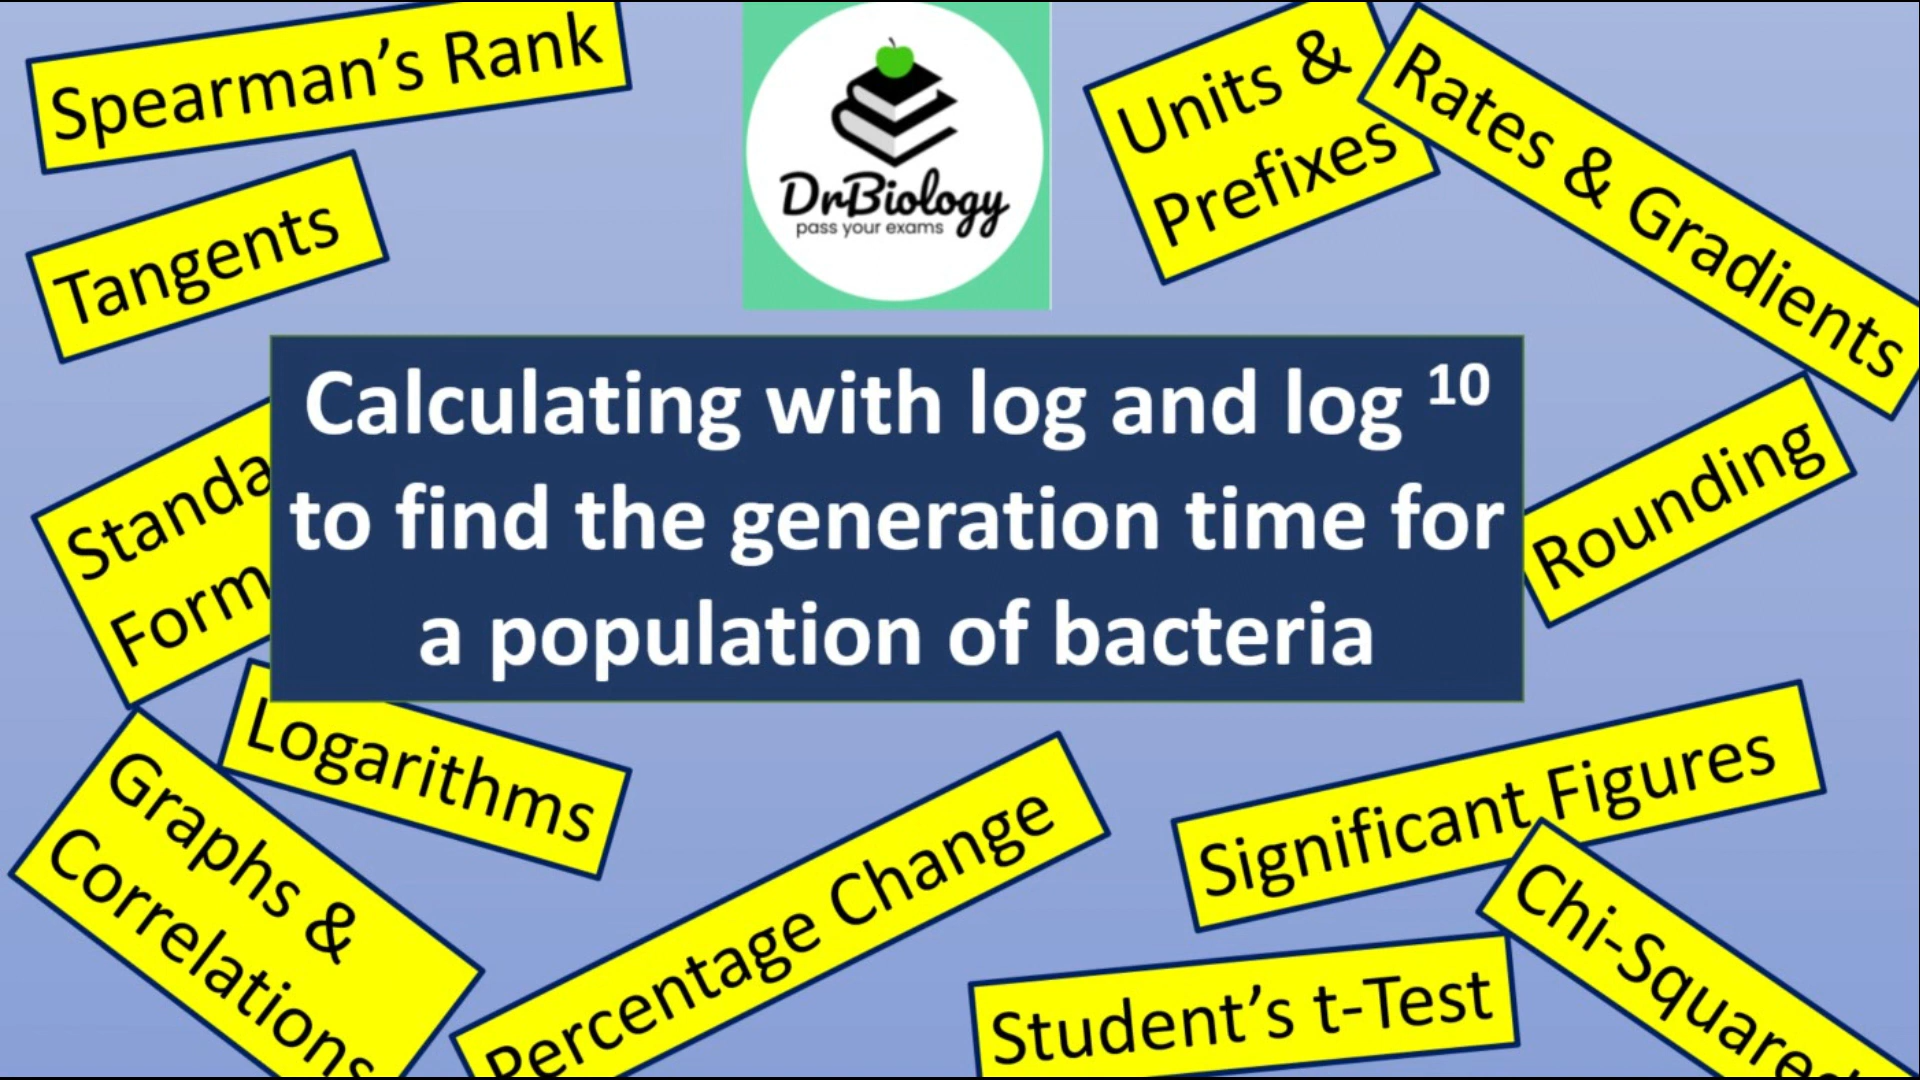 Spearman's Rank
Tangents
DrBiology
pass your exams
Units &
Prefixes
Rates & Gradients
Calculating with log and log 10
to find the generation time for
a population of bacteria
Standa
Form
Rounding
Logarithms
Graphs &
Correlations
Percentage Change
Significant Figures
Student's t-Test
Chi-Squared